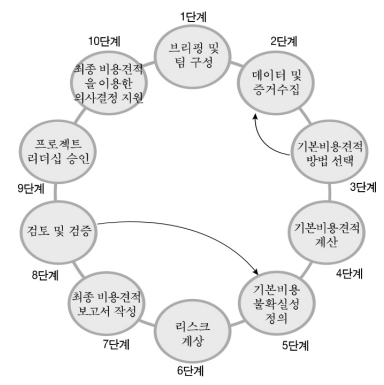 1단계
브리핑 및
팀 구성
2단계
데이터 및
증거수집
기본비용견적
방법 선택
3단계
기본비용견적
계산
4단계
기본비용
불확실성
정의
5단계
리스크
계상
6단계
최종 비용견적
보고서 작성
7단계
검토 및 검증
8단계
프로젝트
리더십 승인
9단계
10단계
최종 비용견적
을 이용한
의사결정 지원